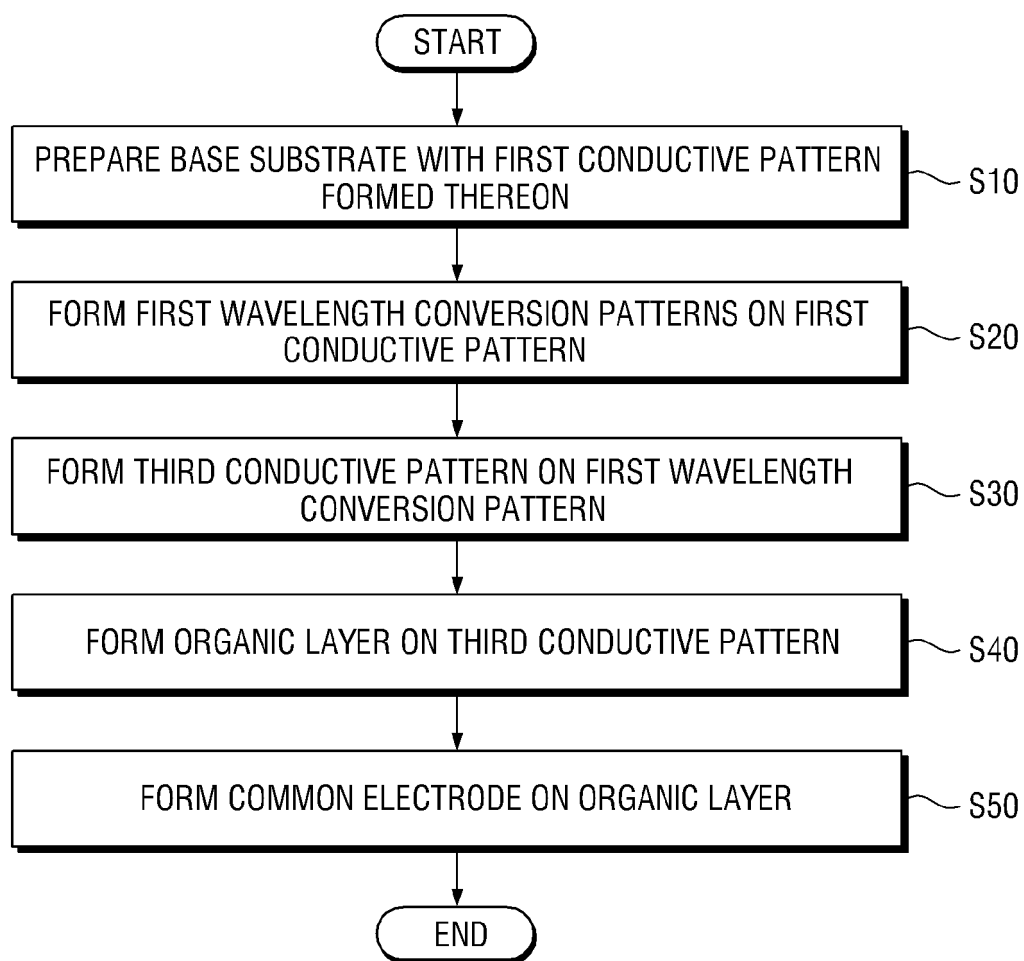 START
PREPARE BASE SUBSTRATE WITH FIRST CONDUCTIVE PATTERN
FORMED THEREON
S10
FORM FIRST WAVELENGTH CONVERSION PATTERNS ON FIRST
CONDUCTIVE PATTERN
S20
FORM THIRD CONDUCTIVE PATTERN ON FIRST WAVELENGTH
CONVERSION PATTERN
S30
FORM ORGANIC LAYER ON THIRD CONDUCTIVE PATTERN
S40
FORM COMMON ELECTRODE ON ORGANIC LAYER
S50
END